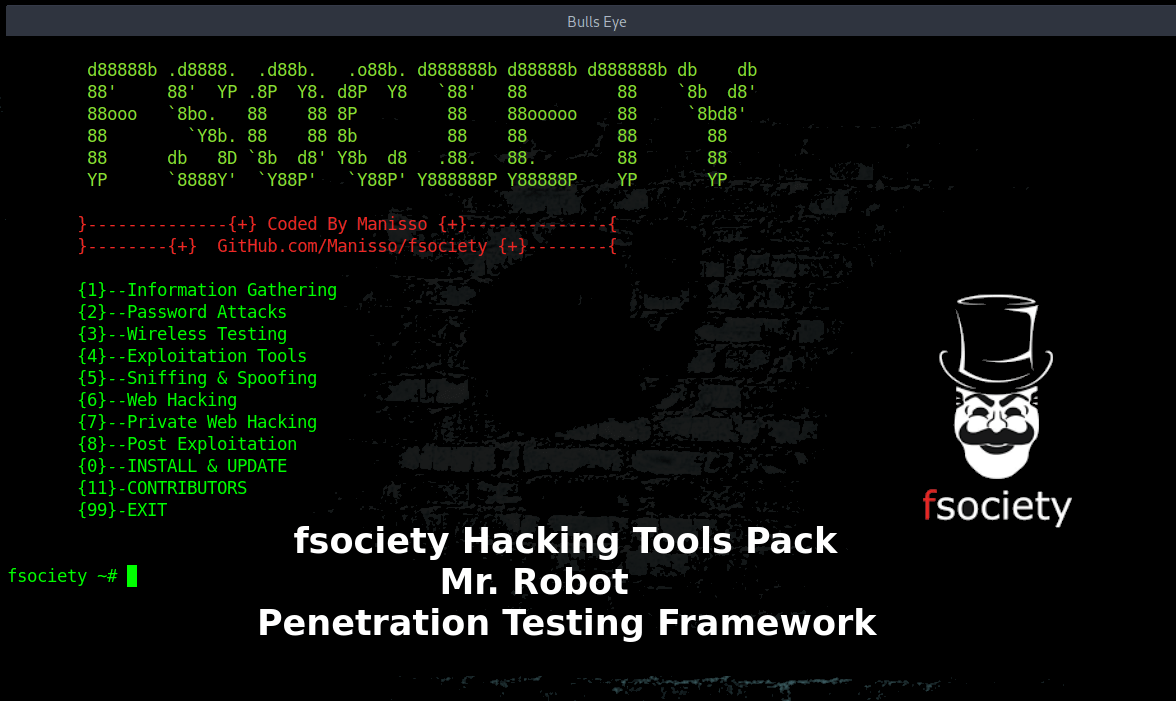 Bulls Eye
d88888b .d8888.  .d88b.   .o88b. d888888b d88888b d888888b db    db
88'     88'  YP .8P  Y8. d8P  Y8   `88'   88         88    `8b  d8'
88ooo   `8bo.   88    88 8P         88    88ooooo    88     `8bd8'
88        `Y8b. 88    88 8b         88    88         88       88
88      db   8D `8b  d8' Y8b  d8   .88.   88.        88       88
YP      `8888Y'  `Y88P'   `Y88P' Y888888P Y88888P    YP       YP
}--------------{+} Coded By Manisso {+}--------------{
}--------{+}  GitHub.com/Manisso/fsociety {+}--------{
{1}--Information Gathering
{2}--Password Attacks
{3}--Wireless Testing
{4}--Exploitation Tools
{5}--Sniffing & Spoofing
{6}--Web Hacking
{7}--Private Web Hacking
{8}--Post Exploitation
{0}--INSTALL & UPDATE
{11}-CONTRIBUTORS
{99}-EXIT
fsociety
fsociety Hacking Tools Pack
Mr. Robot
Penetration Testing Framework
fsociety ~#